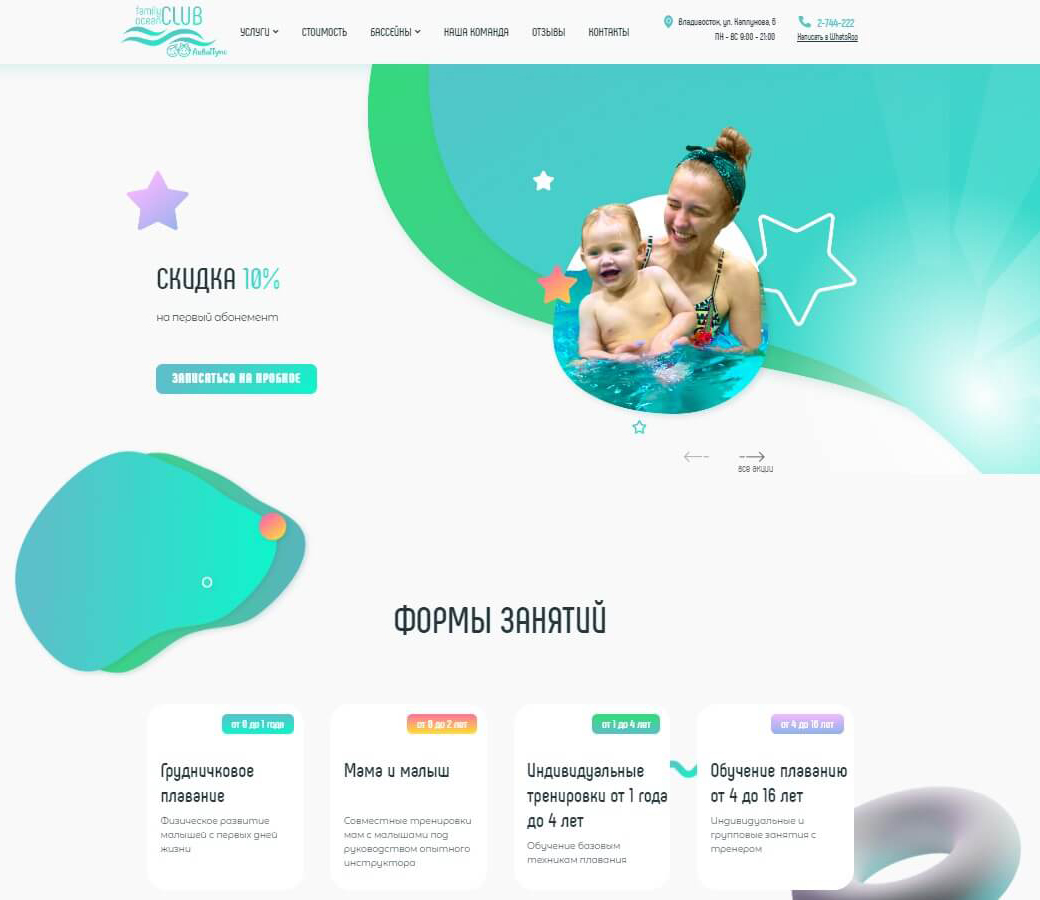 family
ocean CLUB
АкваПупс
УСЛУГИ СТОИМОСТЬ БАССЕЙНЫ НАША КОМАНДА ОТЗЫВЫ КОНТАКТЫ
Владивосток, ул. Каплунова, 6
ПН - ВС 9:00 - 21:00
2-744-222
Написать в WhatsApp
СКИДКА 10%
на первый абонемент
ЗАПИСАТЬСЯ НА ПРОБНОЕ
все акции
ФОРМЫ ЗАНЯТИЙ
от 0 до 1 года
Грудничковое
плавание
Физическое развитие
малышей с первых дней
жизни
от 0 до 2 лет
Мама и малыш
Совместные тренировки
мам с малышами под
руководством опытного
инструктора
от 1 до 4 лет
Индивидуальные
тренировки от 1 года
до 4 лет
Обучение базовым
техникам плавания
от 4 до 16 лет
Обучение плаванию
от 4 до 16 лет
Индивидуальные и
групповые занятия с
тренером